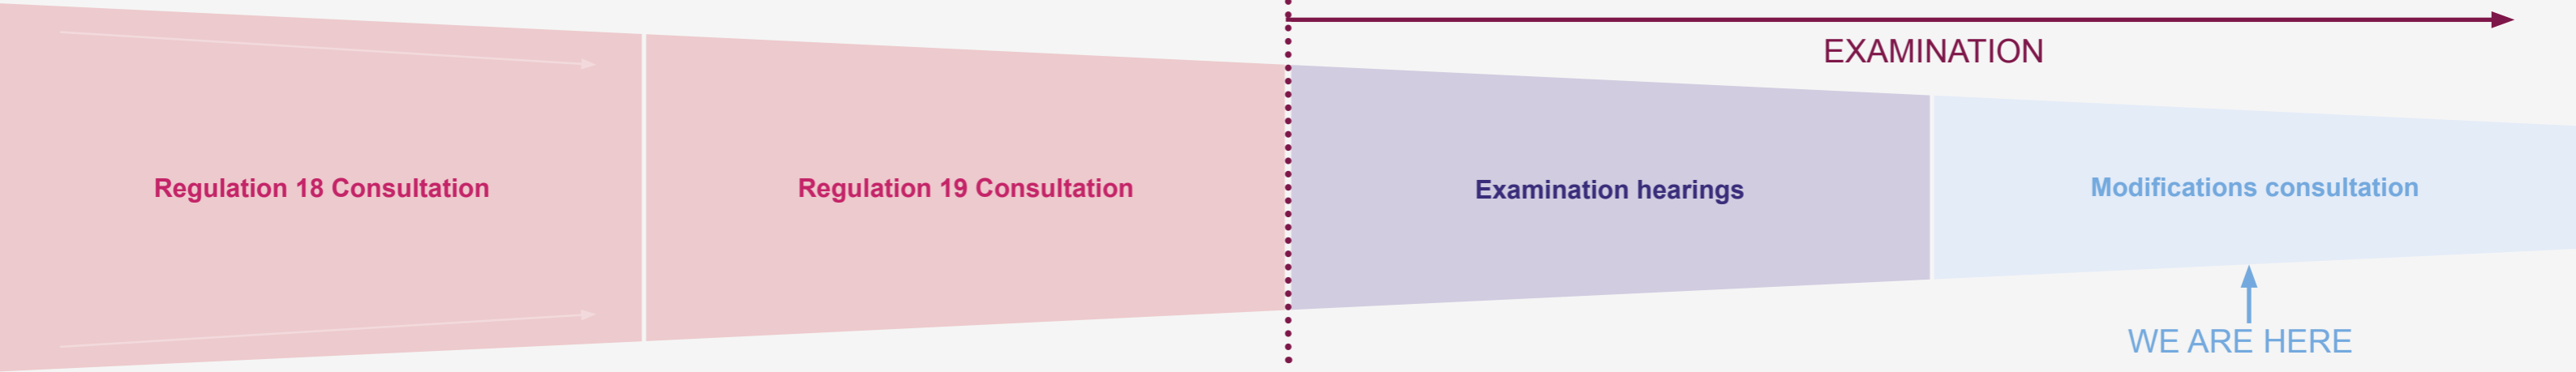 EXAMINATION
Regulation 18 Consultation
Regulation 19 Consultation
Examination hearings
Modifications consultation
WE ARE HERE